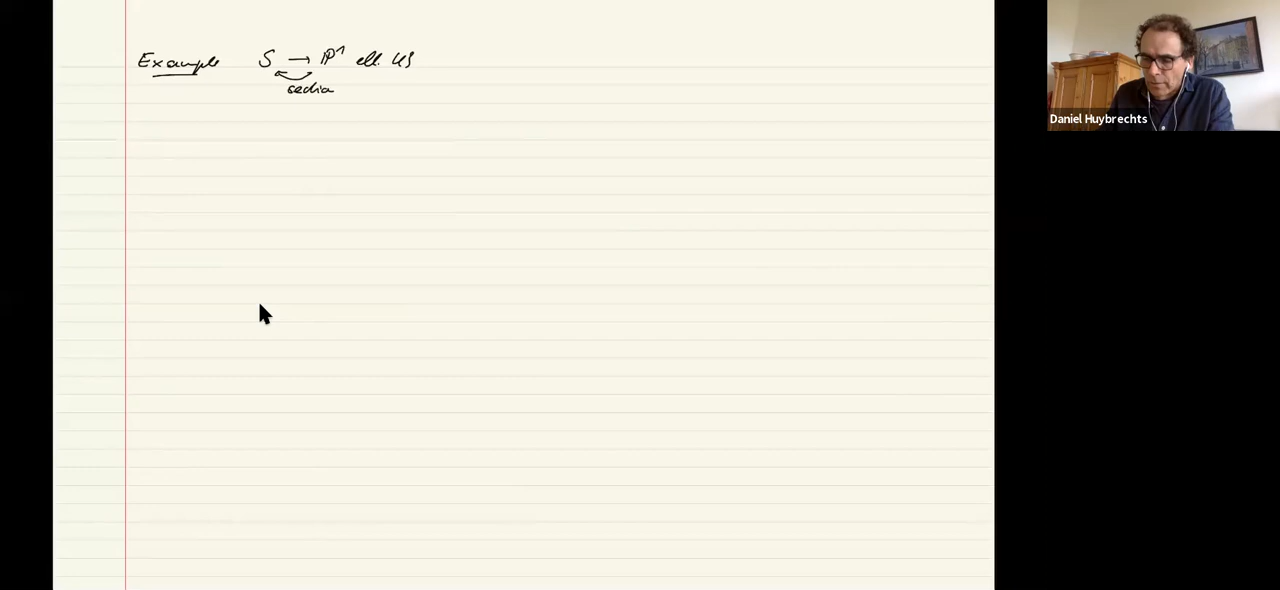 Example S → ℙ¹ ell. K3
section
Daniel Huybrechts